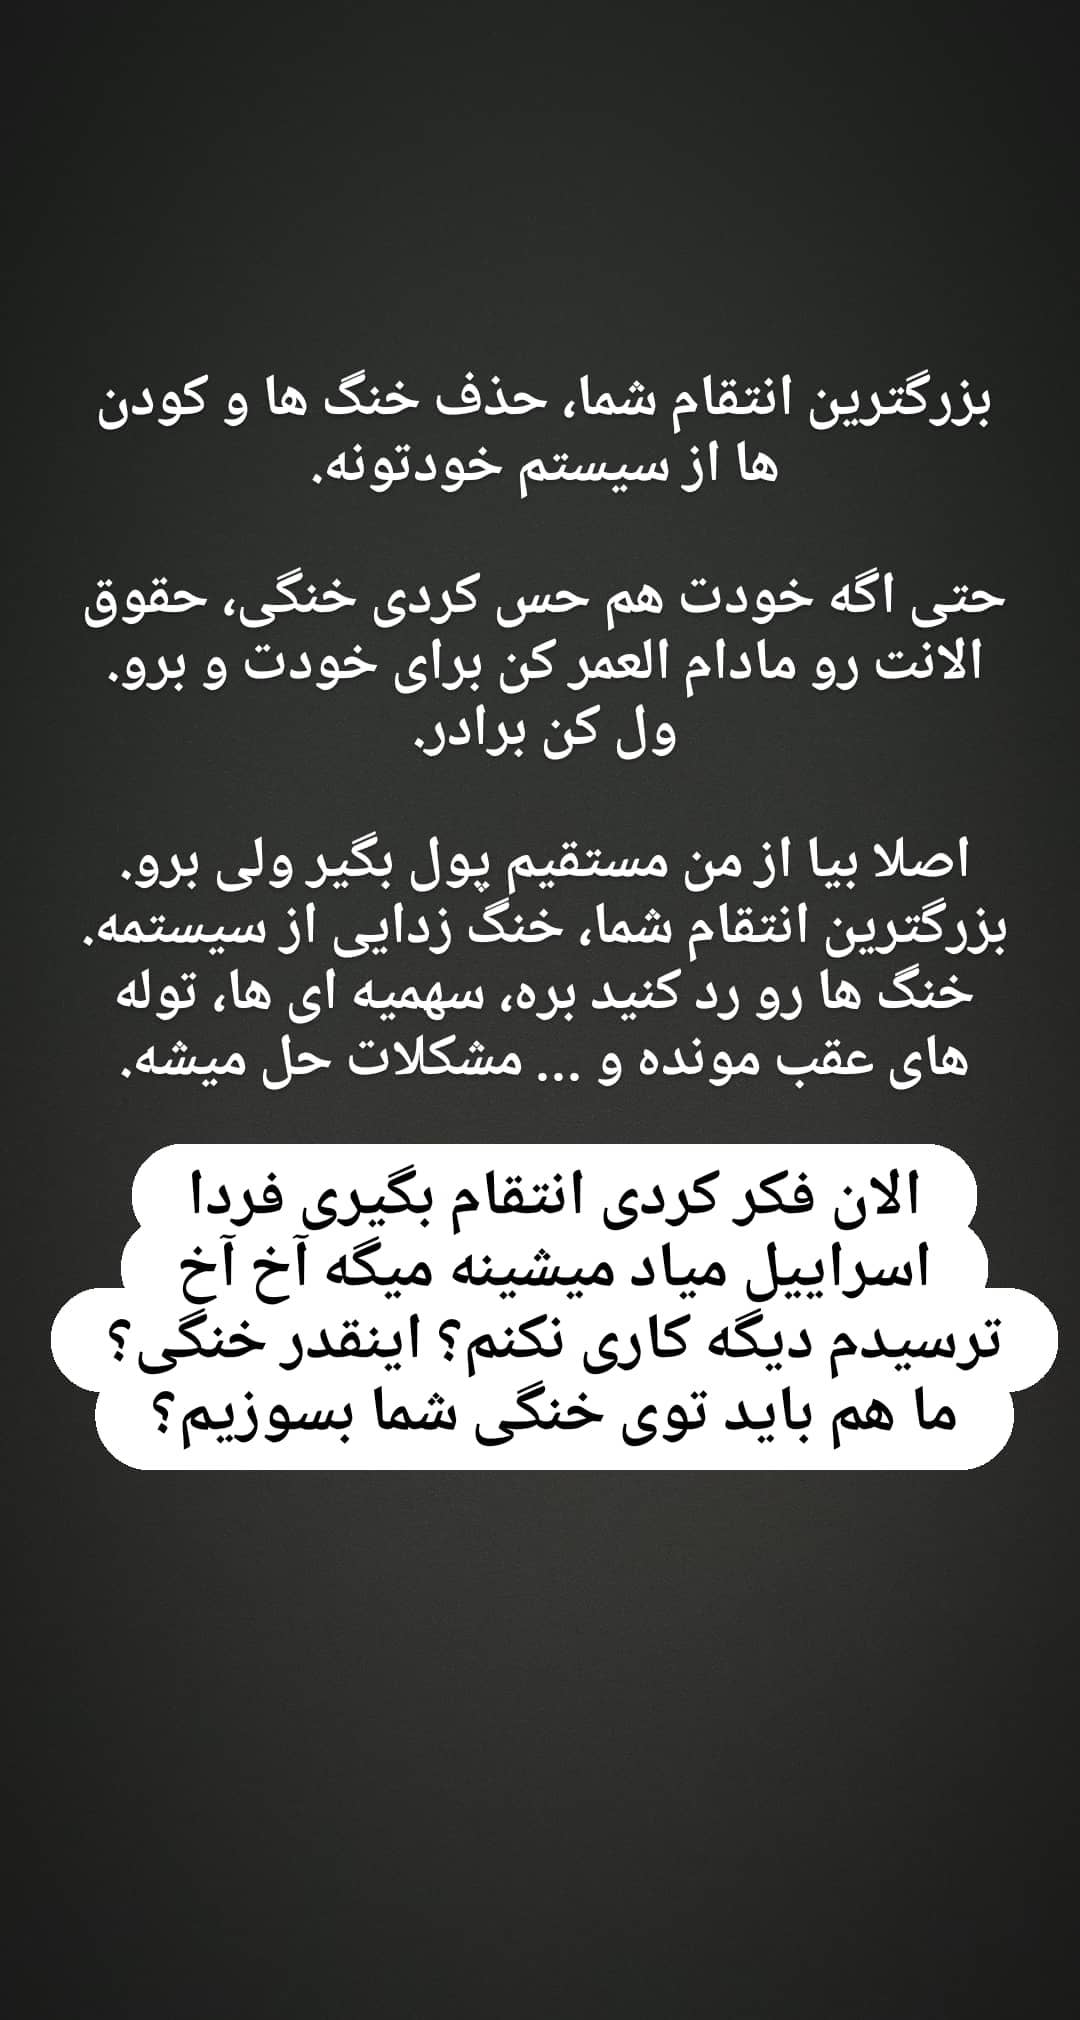 بزرگترین انتقام شما، حذف خنگ ها و کودن
ها از سیستم خودتونه.
حتی اگه خودت هم حس کردی خنگی، حقوق
الانت رو مادام العمر کن برای خودت و برو.
ول کن برادر.
اصلا بیا از من مستقیم پول بگیر ولی برو.
بزرگترین انتقام شما، خنگ زدایی از سیستمه.
خنگ ها رو رد کنید بره، سهمیه ای ها، توله
های عقب مونده و ... مشکلات حل میشه.
الان فکر کردی انتقام بگیری فردا
اسراییل میاد میشینه میگه آخ آخ
ترسیدم دیگه کاری نکنم؟ اینقدر خنگی؟
ما هم باید توی خنگی شما بسوزیم؟